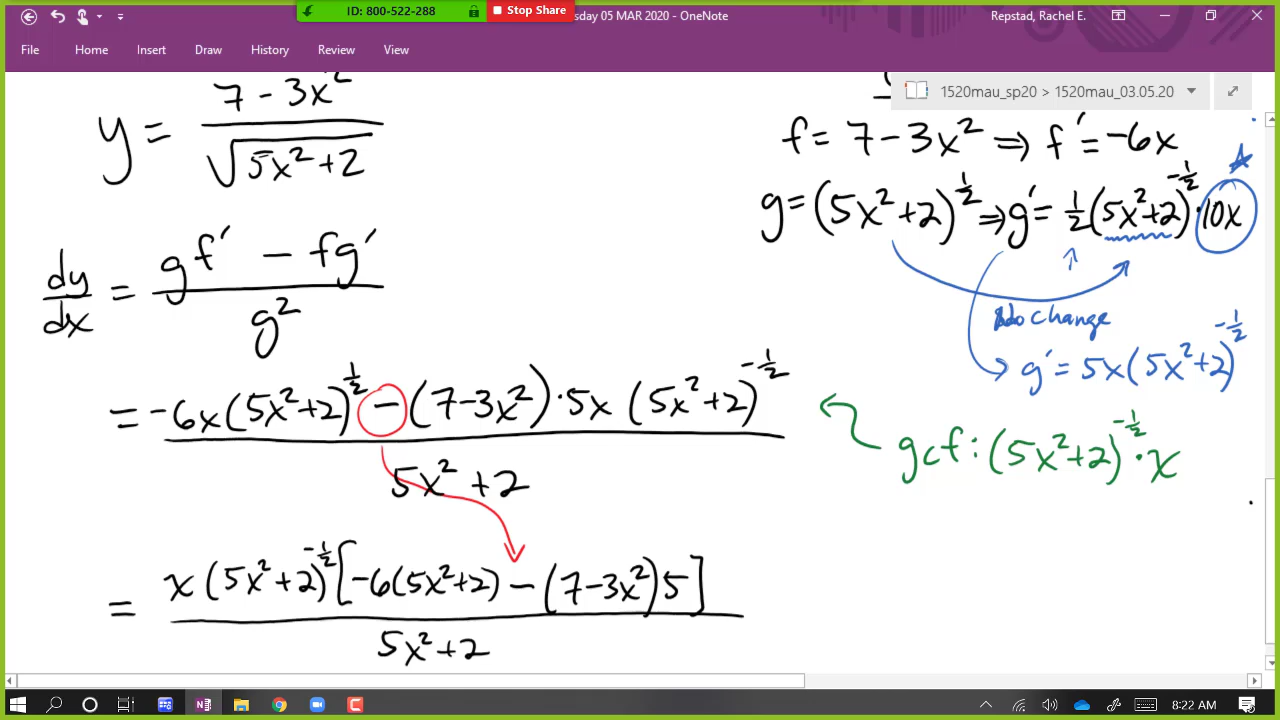 ID: 800-522-288
Stop Share
sday 05 MAR 2020 - OneNote
Repstad, Rachel E.
File Home Insert Draw History Review View
1520mau_sp20 > 1520mau_03.05.20
y = (7 - 3x²)/√(5x²+2)
f = 7 - 3x² ⇒ f' = -6x
g = (5x²+2)^(1/2) ⇒ g' = 1/2 (5x²+2)^(-1/2) · 10x
dy/dx = (gf' - fg')/g²
No change
g' = 5x(5x²+2)^(-1/2)
= (-6x(5x²+2)^(1/2) - (7-3x²)·5x (5x²+2)^(-1/2))/(5x²+2)
gcf: (5x²+2)^(-1/2) · x
= (x(5x²+2)^(-1/2)[-6(5x²+2) - (7-3x²)5])/(5x²+2)
8:22 AM